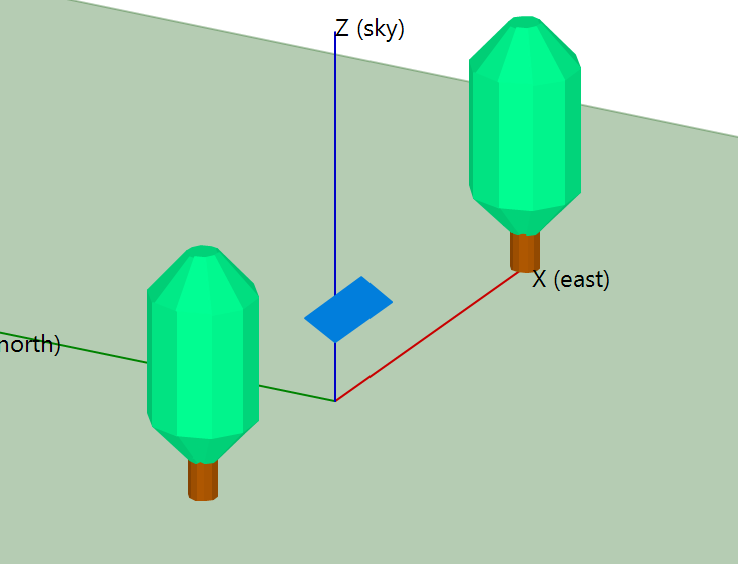 Z (sky)
X (east)
north)